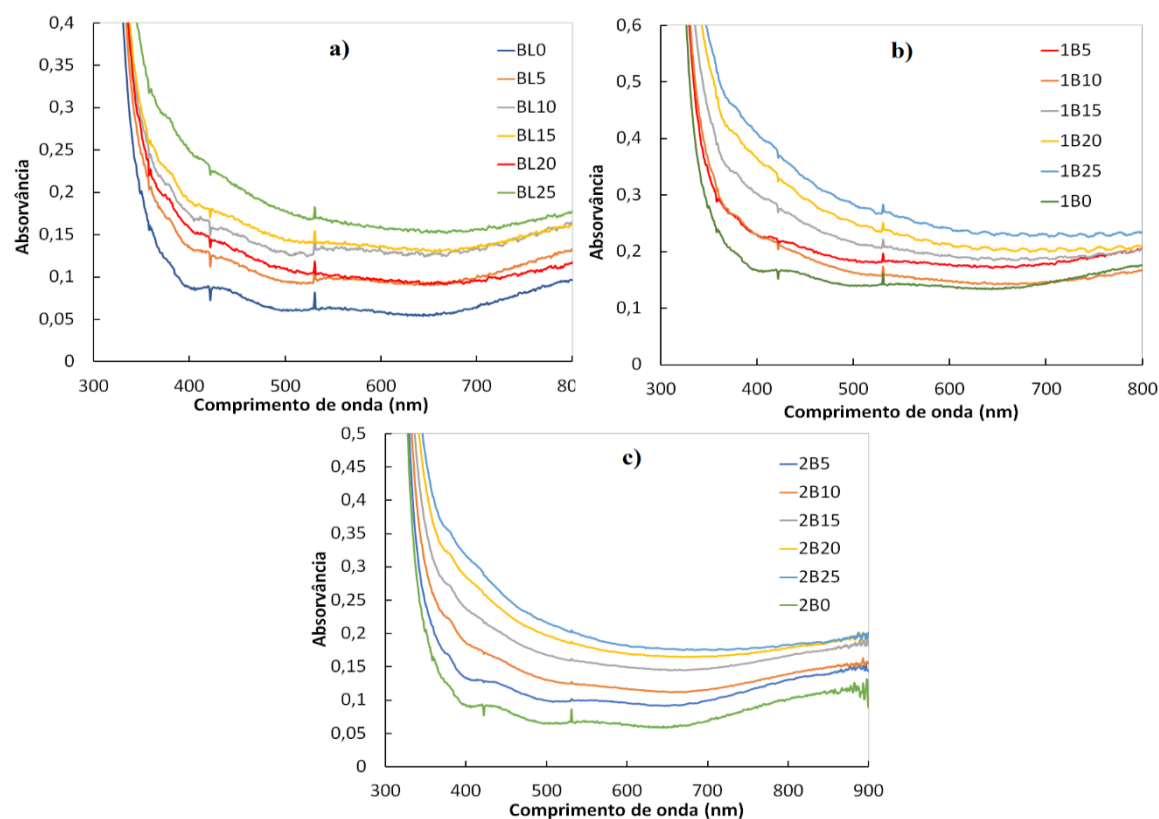 a)
0,4
0,35
0,3
0,25
0,2
0,15
0,1
0,05
0
Absorvância
300 400 500 600 700 80
Comprimento de onda (nm)
BL0
BL5
BL10
BL15
BL20
BL25
b)
0,6
0,5
0,4
0,3
0,2
0,1
0
Absorvância
300 400 500 600 700 800
Comprimento de onda (nm)
1B5
1B10
1B15
1B20
1B25
1B0
c)
0,5
0,45
0,4
0,35
0,3
0,25
0,2
0,15
0,1
0,05
0
Absorvância
300 400 500 600 700 800 900
Comprimento de onda (nm)
2B5
2B10
2B15
2B20
2B25
2B0